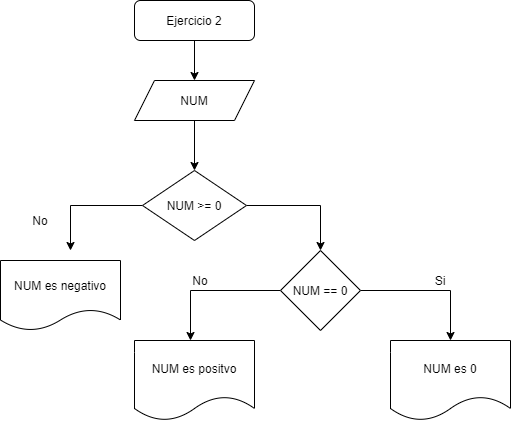 Ejercicio 2
NUM
NUM >= 0
No
NUM es negativo
NUM == 0
No
Si
NUM es positvo
NUM es 0